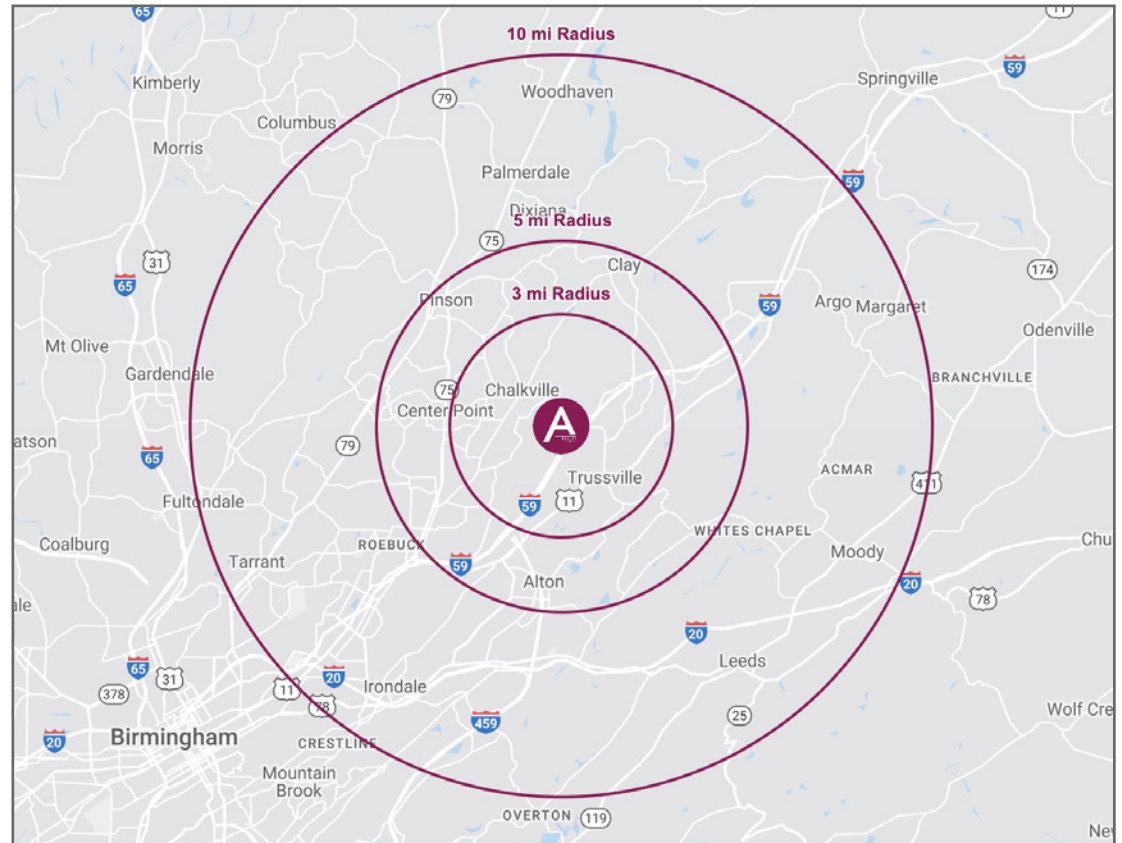 11
65
10 mi Radius
Kimberly
Springville
59
Woodhaven
79
Columbus
Morris
Palmerdale
59
Dixiana
5 mi Radius
75
31
Clay
174
65
3 mi Radius
Pinson
59
Argo
Margaret
Odenville
Mt Olive
Gardendale
BRANCHVILLE
75
Chalkville
Center Point
A
atson
79
65
ACMAR
Trussville
411
Fultondale
59
11
WHITES CHAPEL
Coalburg
ROEBUCK
Moody
Chu
Tarrant
59
Alton
20
78
ale
20
65
Leeds
31
20
Irondale
378
11
78
25
Wolf Cre
459
Birmingham
20
CRESTLINE
Mountain
Brook
OVERTON
119
Ne